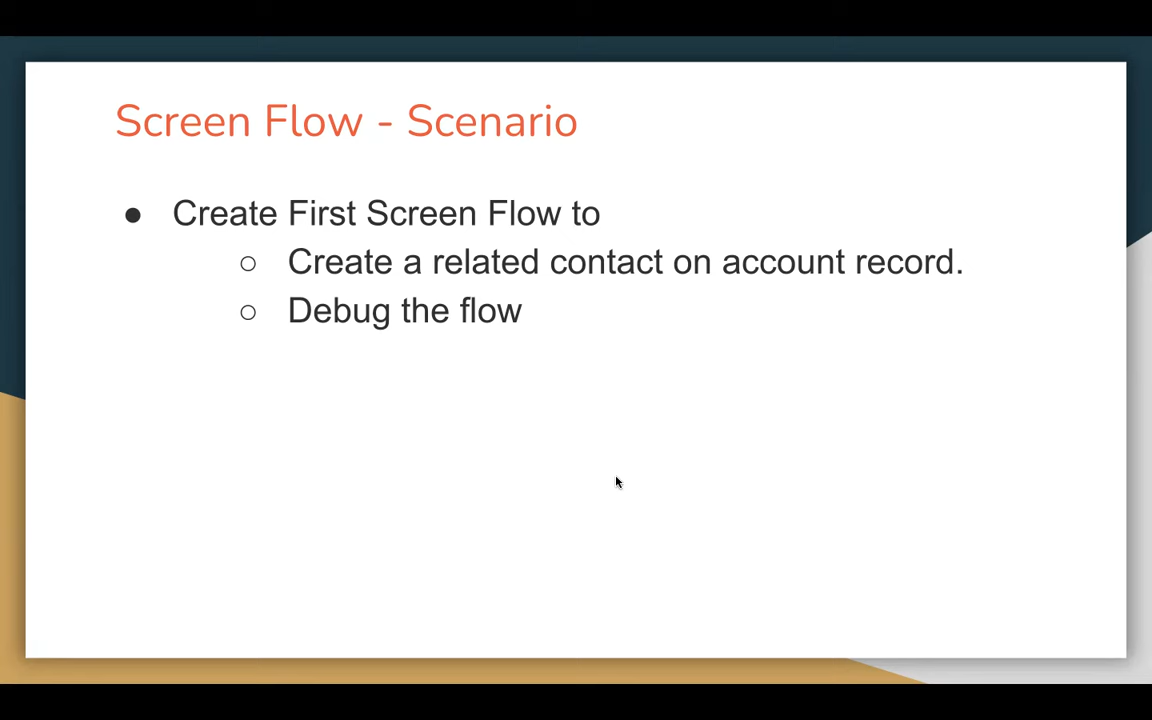 Screen Flow - Scenario
● Create First Screen Flow to
○ Create a related contact on account record.
○ Debug the flow